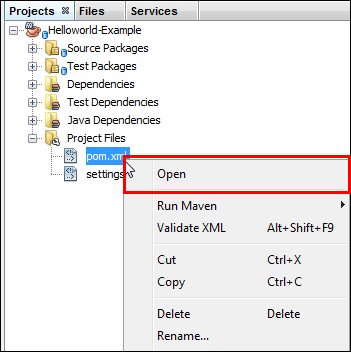 Projects Files Services
Helloworld-Example
Source Packages
Test Packages
Dependencies
Test Dependencies
Java Dependencies
Project Files
pom.xml
settings
Open
Run Maven
Validate XML Alt+Shift+F9
Cut Ctrl+X
Copy Ctrl+C
Delete Delete
Rename...